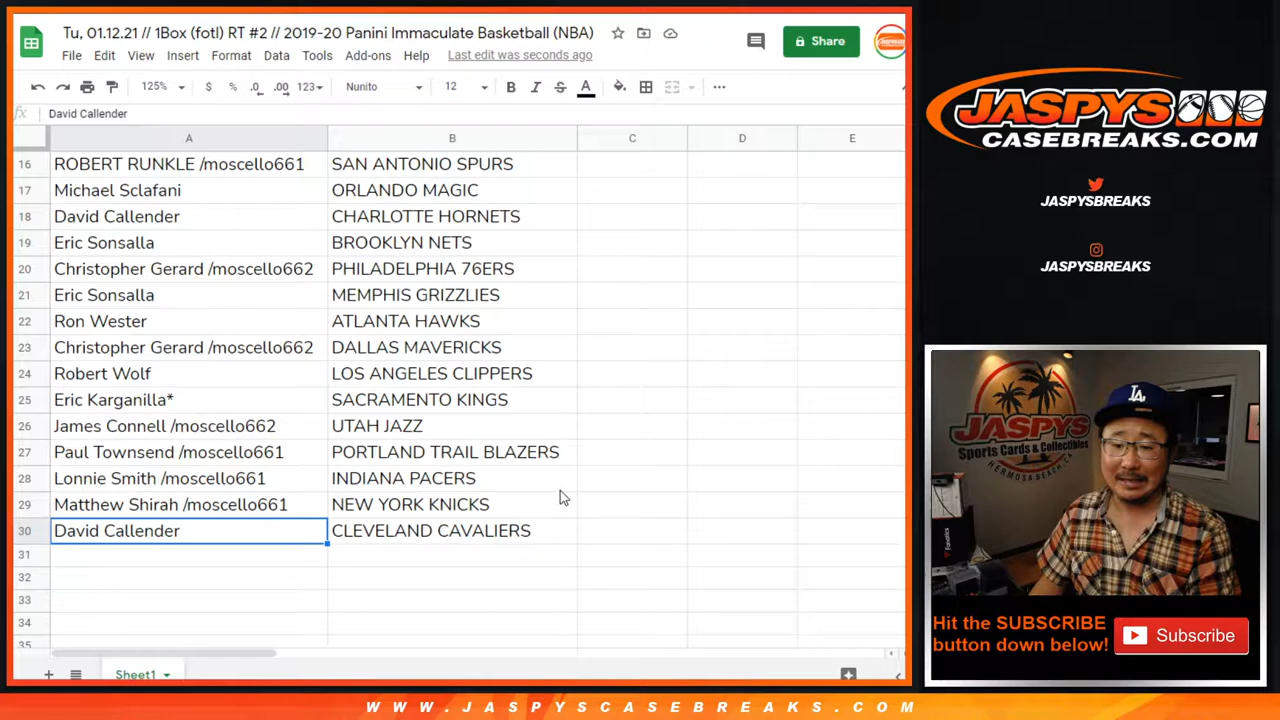 Tu, 01.12.21 // 1Box (fotl) RT #2 // 2019-20 Panini Immaculate Basketball (NBA)
File Edit View Insert Format Data Tools Add-ons Help Last edit was seconds ago
Share
125% $ % .0 .00 123 Nunito 12 B I S A
fx David Callender
A B C D E
16 ROBERT RUNKLE /moscello661 SAN ANTONIO SPURS
17 Michael Sclafani ORLANDO MAGIC
18 David Callender CHARLOTTE HORNETS
19 Eric Sonsalla BROOKLYN NETS
20 Christopher Gerard /moscello662 PHILADELPHIA 76ERS
21 Eric Sonsalla MEMPHIS GRIZZLIES
22 Ron Wester ATLANTA HAWKS
23 Christopher Gerard /moscello662 DALLAS MAVERICKS
24 Robert Wolf LOS ANGELES CLIPPERS
25 Eric Karganilla* SACRAMENTO KINGS
26 James Connell /moscello662 UTAH JAZZ
27 Paul Townsend /moscello661 PORTLAND TRAIL BLAZERS
28 Lonnie Smith /moscello661 INDIANA PACERS
29 Matthew Shirah /moscello661 NEW YORK KNICKS
30 David Callender CLEVELAND CAVALIERS
31
32
33
34
35
Sheet1
JASPYS
CASEBREAKS.COM
JASPYSBREAKS
JASPYSBREAKS
JASPYS
Sports Cards & Collectibles
HERMOSA BEACH, CA
LA
Fanatics
Hit the SUBSCRIBE
button down below!
Subscribe
WWW.JASPYSCASEBREAKS.COM